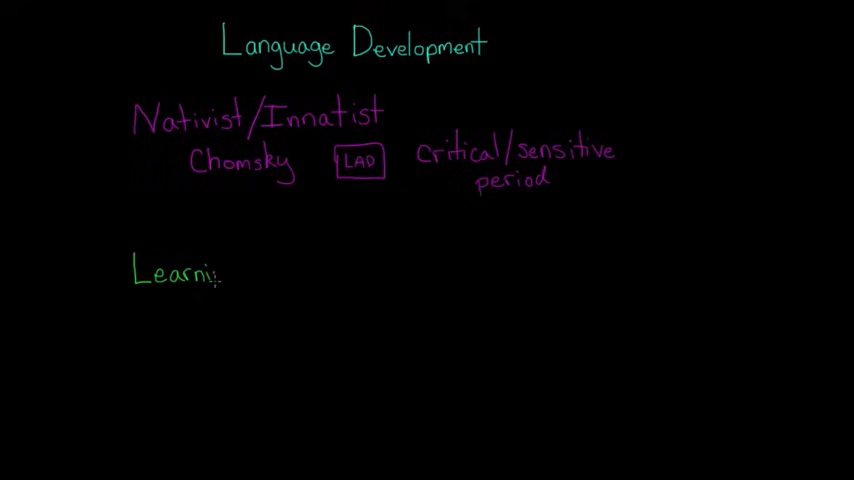 Language Development
Nativist/Innatist
Chomsky LAD critical/sensitive
period
Learni